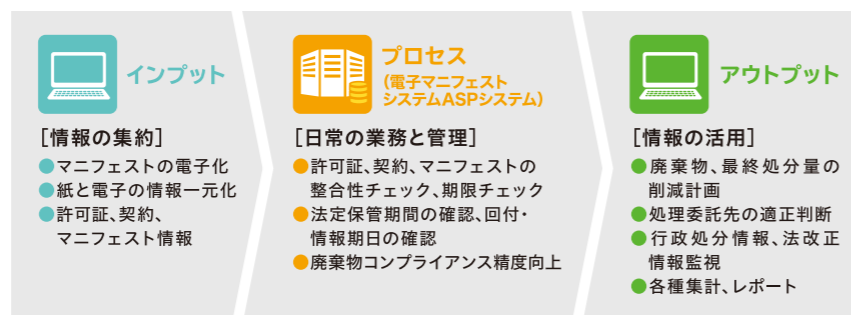 インプット
[情報の集約]
●マニフェストの電子化
●紙と電子の情報一元化
●許可証、契約、
マニフェスト情報
プロセス
(電子マニフェスト
システムASPシステム)
[日常の業務と管理]
●許可証、契約、マニフェストの
整合性チェック、期限チェック
●法定保管期間の確認、回付・
情報期日の確認
●廃棄物コンプライアンス精度向上
アウトプット
[情報の活用]
●廃棄物、最終処分量の
削減計画
●処理委託先の適正判断
●行政処分情報、法改正
情報監視
●各種集計、レポート